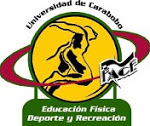 Universidad de Carabobo
FACE
Educación Física
Deporte y Recreación